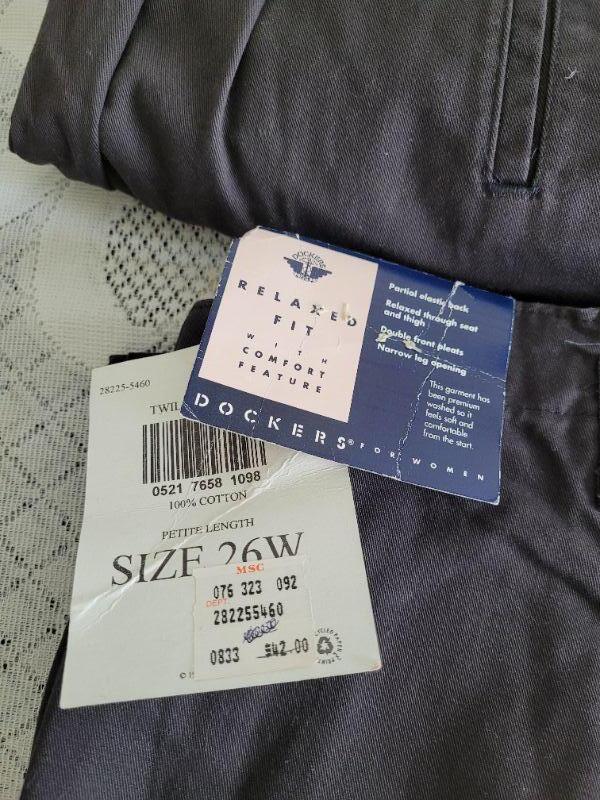 DOCKERS
RELAXED
FIT
WITH
COMFORT
FEATURE
Partial elastic back
Relaxed through seat
and thigh
Double front pleats
Narrow leg opening
This garment has
been premium
washed so it
feels soft and
comfortable
from the start.
DOCKERS® FOR WOMEN
28225-5460
0521 7658 1098
100% COTTON
PETITE LENGTH
SIZE 26W
MSC
076 323 092
DEPT
282255460
0833 $42.00
©